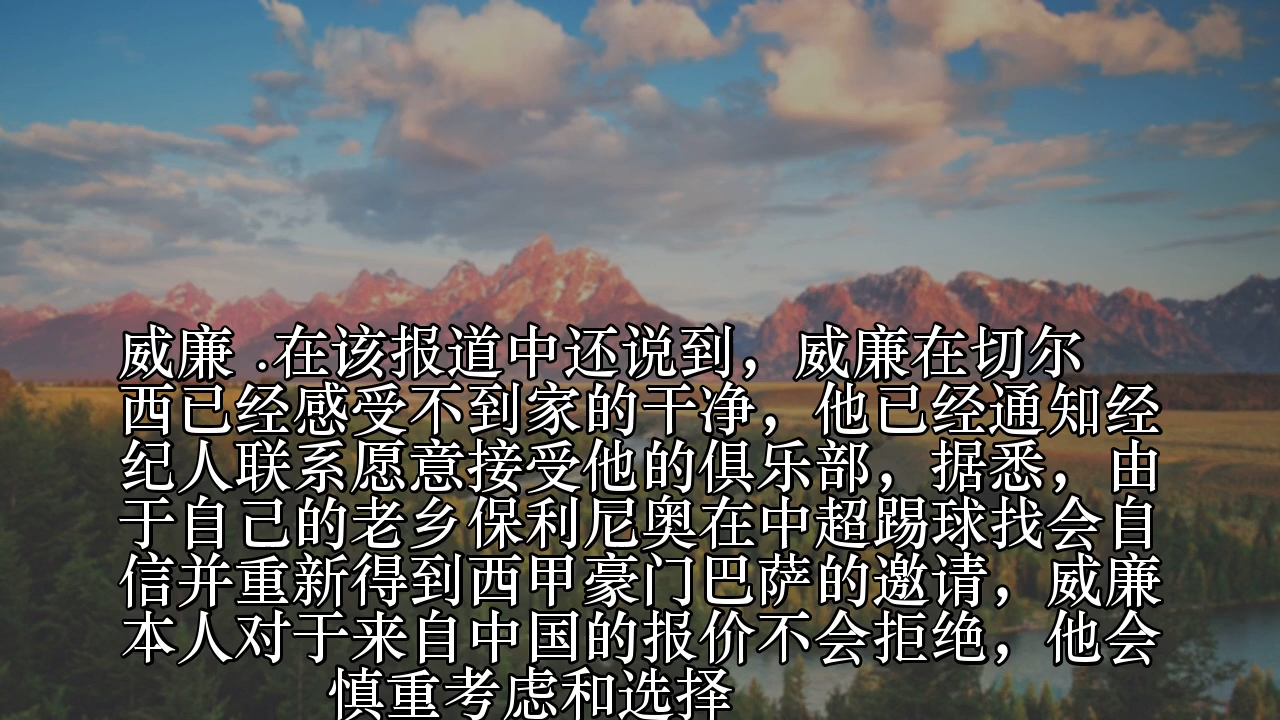 威廉 .在该报道中还说到，威廉在切尔
西已经感受不到家的干净，他已经通知经
纪人联系愿意接受他的俱乐部，据悉，由
于自己的老乡保利尼奥在中超踢球找会自
信并重新得到西甲豪门巴萨的邀请，威廉
本人对于来自中国的报价不会拒绝，他会
慎重考虑和选择